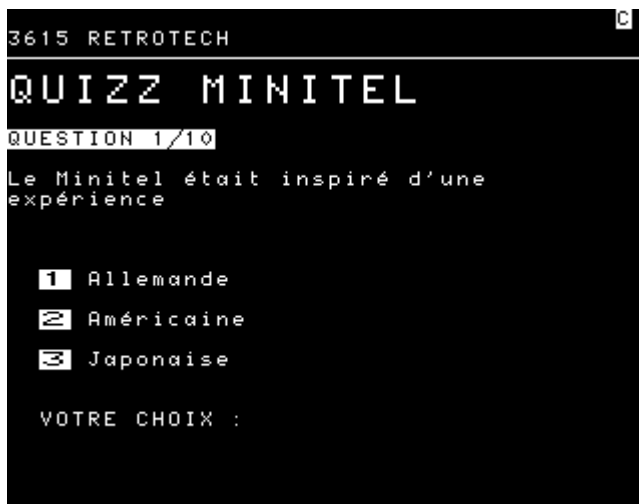 C
3615 RETROTECH
QUIZZ MINITEL
QUESTION 1/10
Le Minitel était inspiré d'une
expérience
1 Allemande
2 Américaine
3 Japonaise
VOTRE CHOIX :